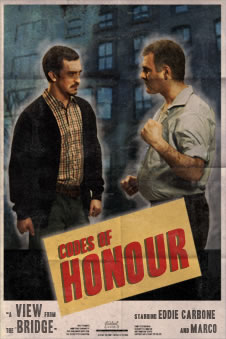 CODES OF
HONOUR
"A VIEW FROM
THE BRIDGE"
STARRING EDDIE CARBONE
AND MARCO